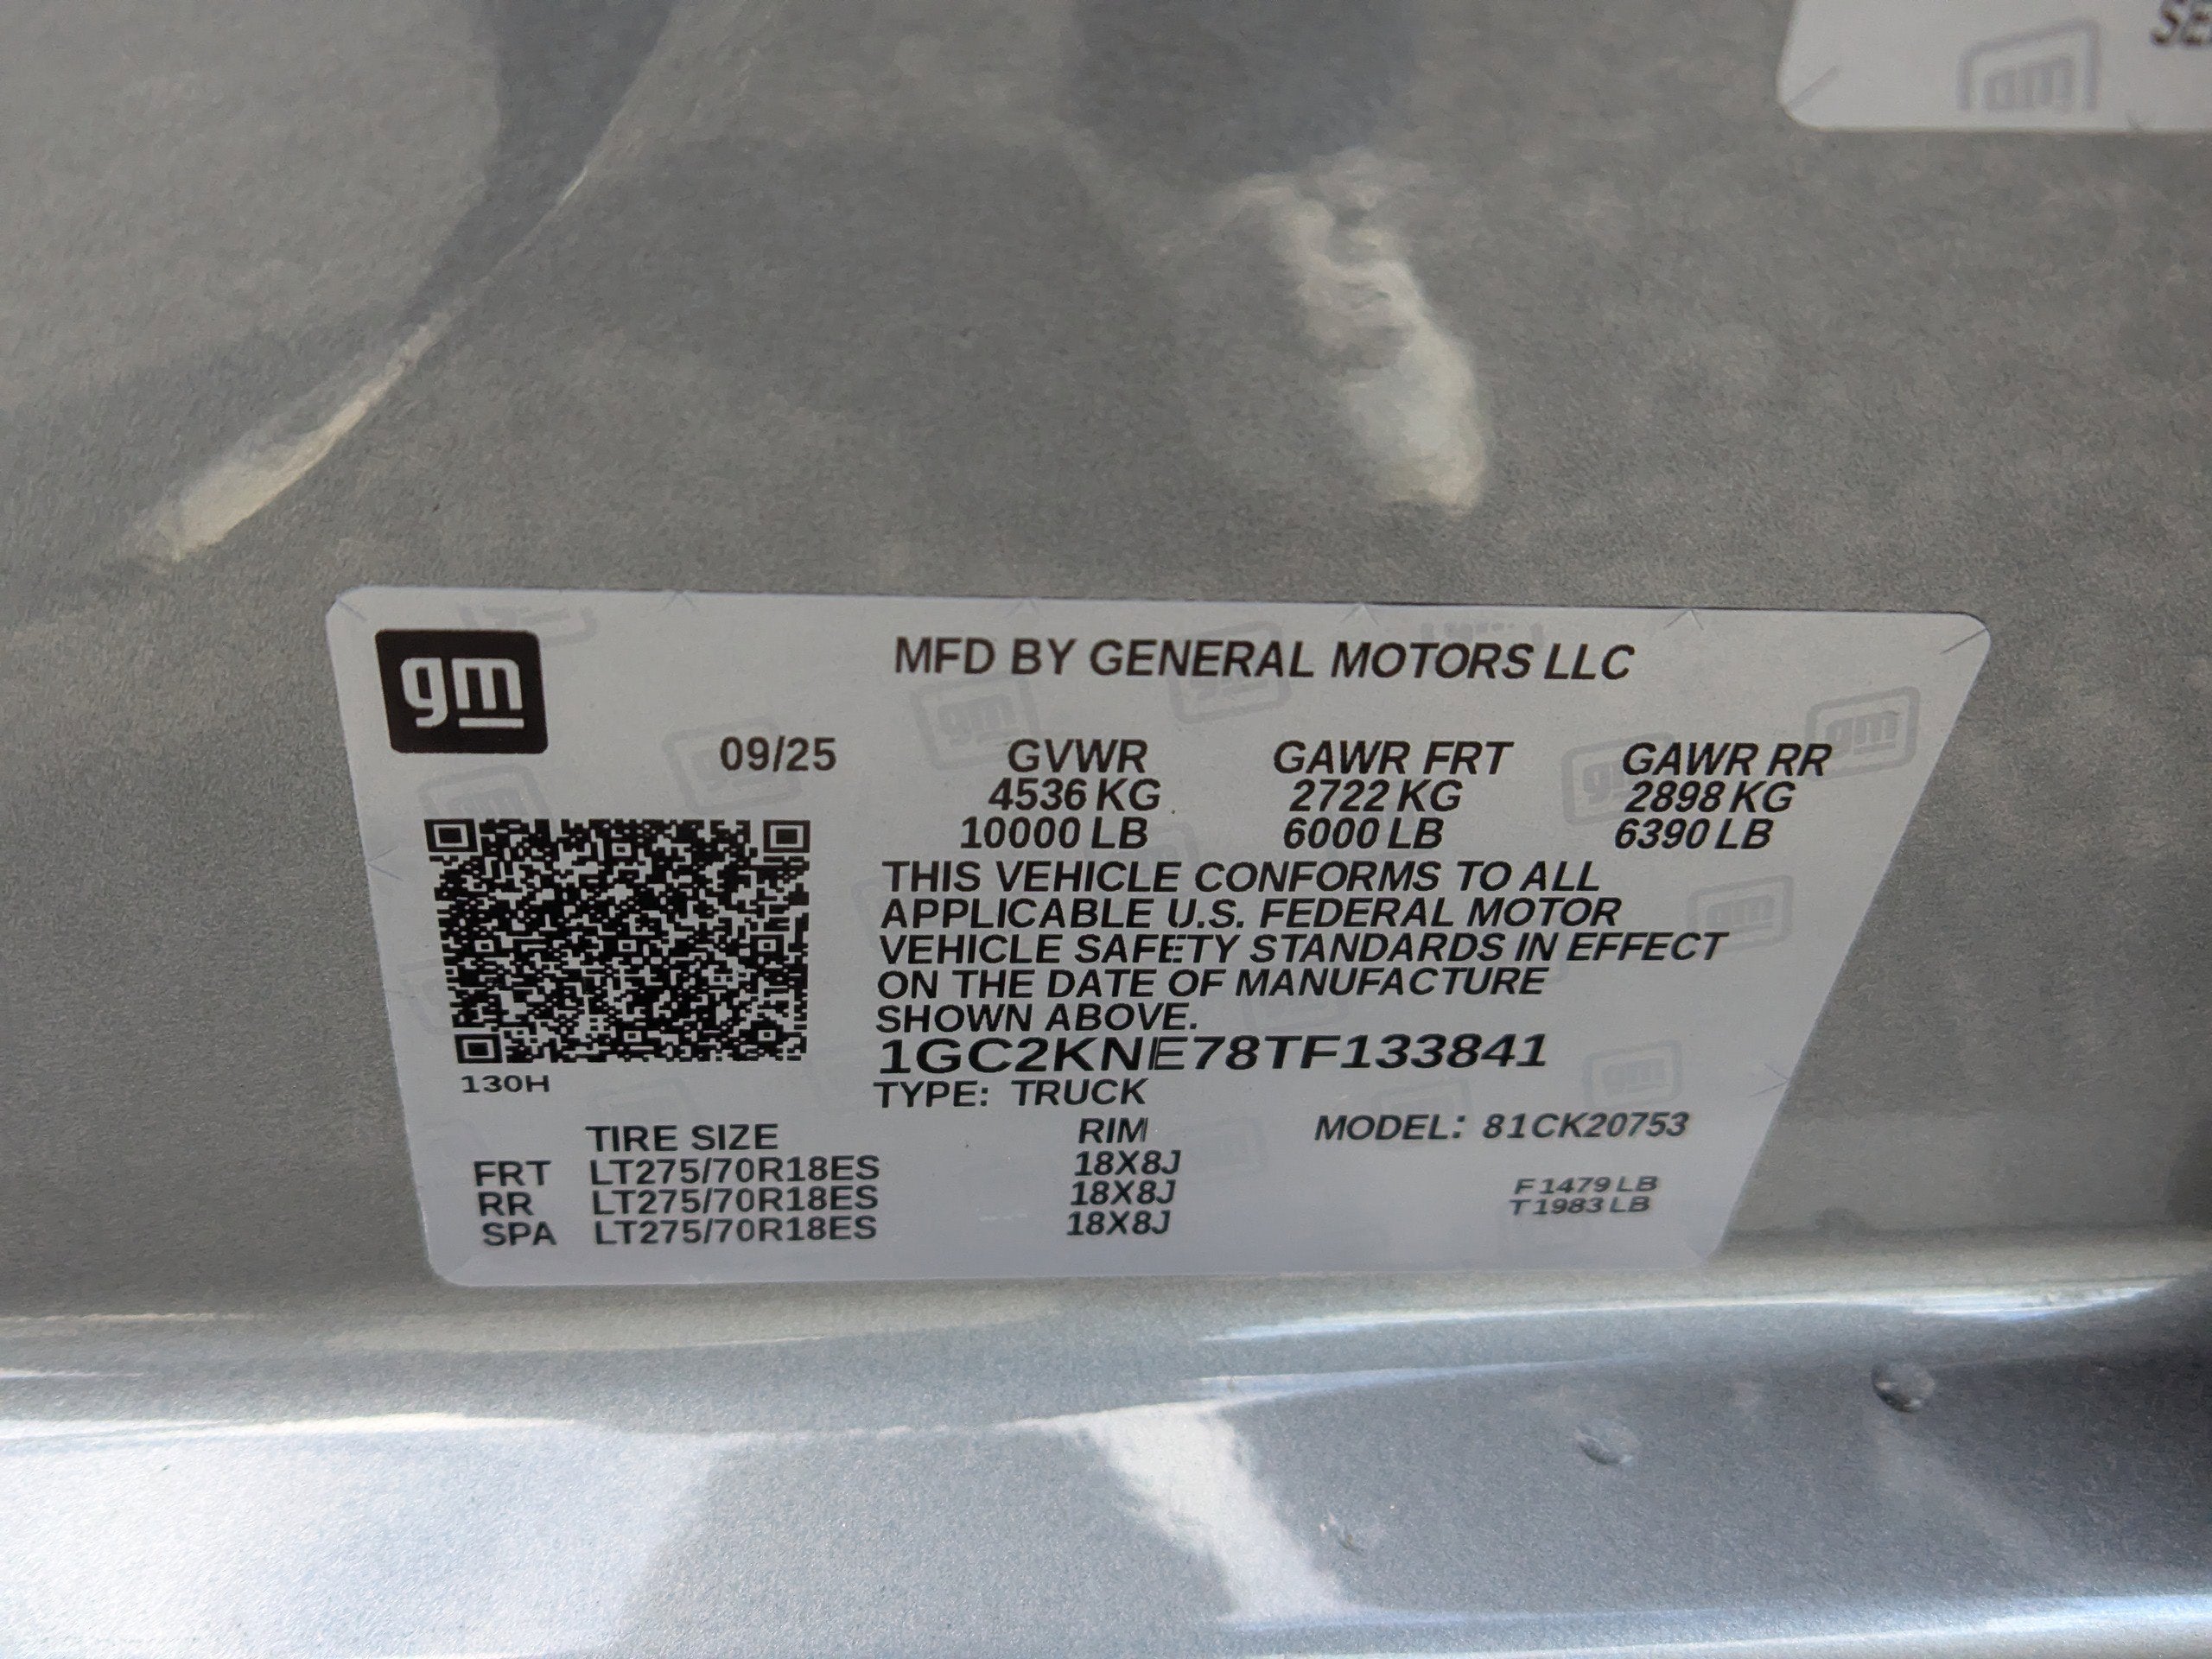 gm
MFD BY GENERAL MOTORS LLC
09/25 GVWR GAWR FRT GAWR RR
4536 KG 2722 KG 2898 KG
10000 LB 6000 LB 6390 LB
THIS VEHICLE CONFORMS TO ALL
APPLICABLE U.S. FEDERAL MOTOR
VEHICLE SAFETY STANDARDS IN EFFECT
ON THE DATE OF MANUFACTURE
SHOWN ABOVE.
1GC2KNE78TF133841
130H
TYPE: TRUCK
TIRE SIZE RIM MODEL: 81CK20753
FRT LT275/70R18ES 18X8J
RR LT275/70R18ES 18X8J
SPA LT275/70R18ES 18X8J
F 1479 LB
T 1983 LB